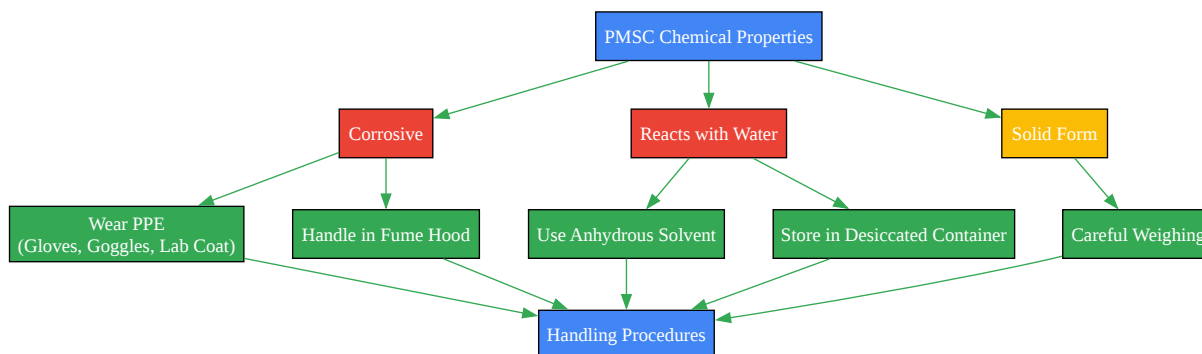 PMSC Chemical Properties
Corrosive
Reacts with Water
Solid Form
Wear PPE
(Gloves, Goggles, Lab Coat)
Handle in Fume Hood
Use Anhydrous Solvent
Store in Desiccated Container
Careful Weighing
Handling Procedures